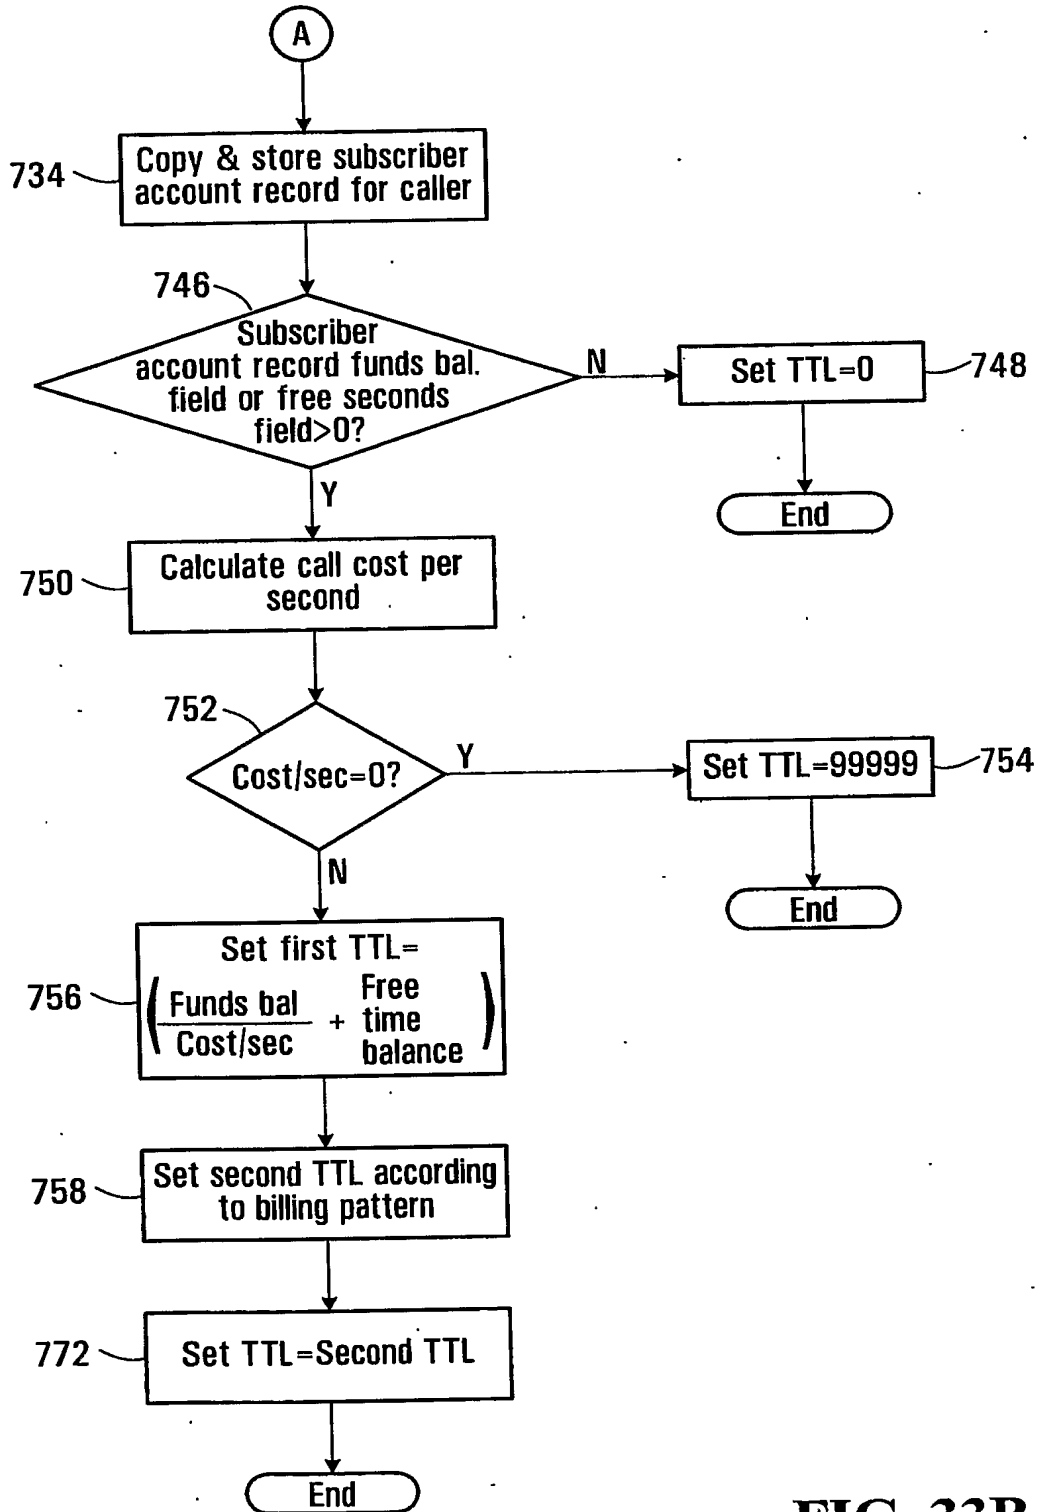 A
734
Copy & store subscriber
account record for caller
746
Subscriber
account record funds bal.
field or free seconds
field>0?
N
Set TTL=0
748
End
Y
750
Calculate call cost per
second
752
Cost/sec=0?
Y
Set TTL=99999
754
End
N
756
Set first TTL=
( Funds bal
Cost/sec
+
Free
time
balance )
758
Set second TTL according
to billing pattern
772
Set TTL=Second TTL
End
FIG. 33B